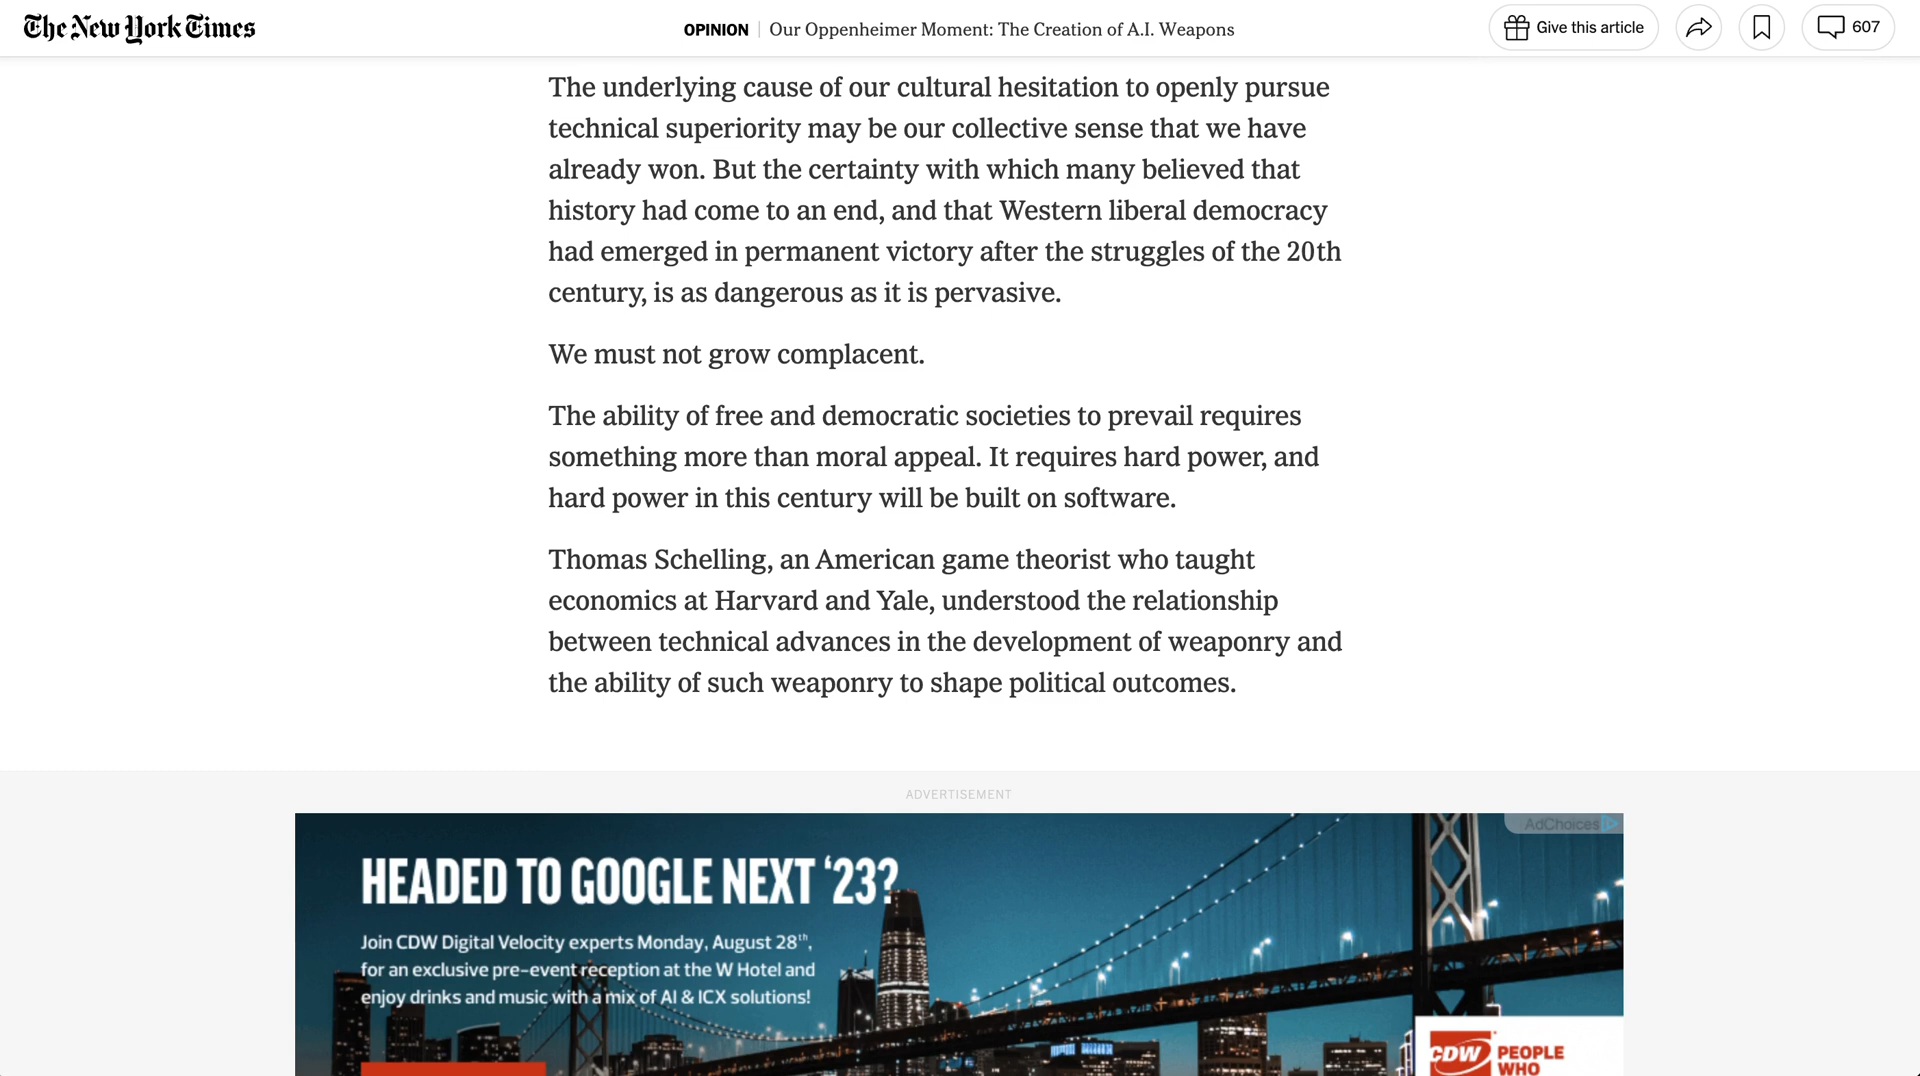 The New York Times
OPINION | Our Oppenheimer Moment: The Creation of A.I. Weapons
Give this article
607
The underlying cause of our cultural hesitation to openly pursue
technical superiority may be our collective sense that we have
already won. But the certainty with which many believed that
history had come to an end, and that Western liberal democracy
had emerged in permanent victory after the struggles of the 20th
century, is as dangerous as it is pervasive.
We must not grow complacent.
The ability of free and democratic societies to prevail requires
something more than moral appeal. It requires hard power, and
hard power in this century will be built on software.
Thomas Schelling, an American game theorist who taught
economics at Harvard and Yale, understood the relationship
between technical advances in the development of weaponry and
the ability of such weaponry to shape political outcomes.
ADVERTISEMENT
AdChoices
HEADED TO GOOGLE NEXT ‘23?
Join CDW Digital Velocity experts Monday, August 28th,
for an exclusive pre-event reception at the W Hotel and
enjoy drinks and music with a mix of AI & ICX solutions!
CDW
PEOPLE
WHO